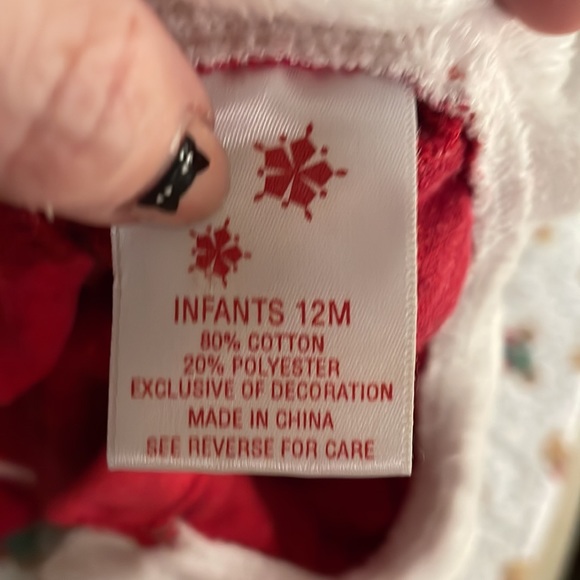 INFANTS 12M
80% COTTON
20% POLYESTER
EXCLUSIVE OF DECORATION
MADE IN CHINA
SEE REVERSE FOR CARE